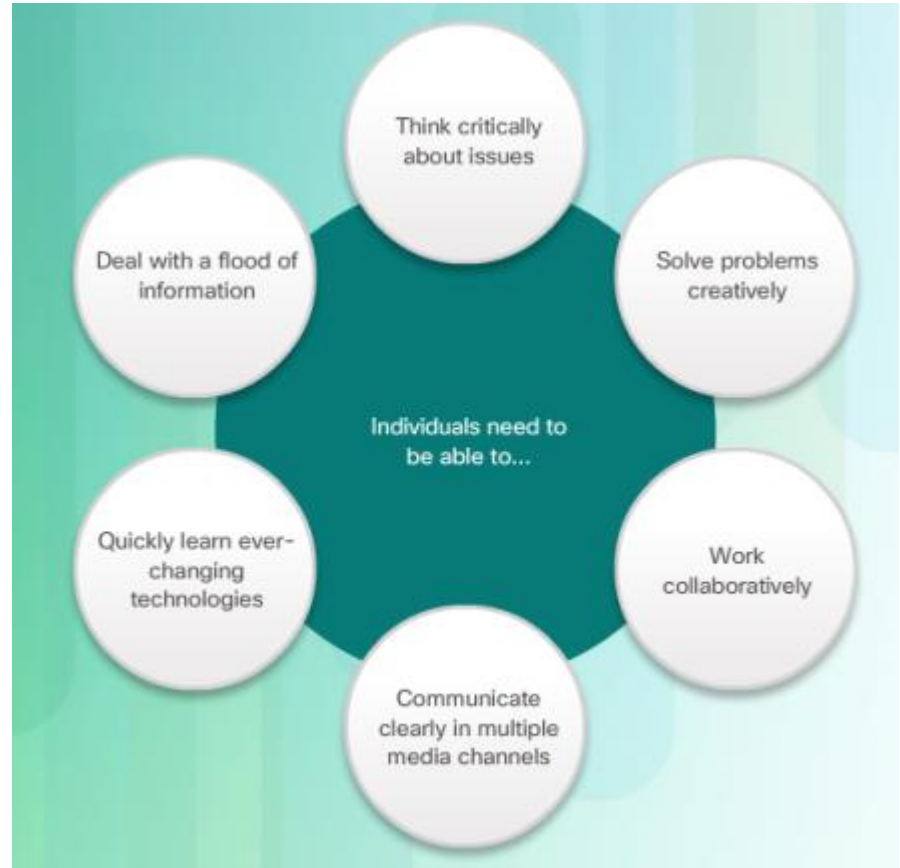 Think critically
about issues
Solve problems
creatively
Work
collaboratively
Communicate
clearly in multiple
media channels
Quickly learn ever-
changing
technologies
Deal with a flood of
information
Individuals need to
be able to...